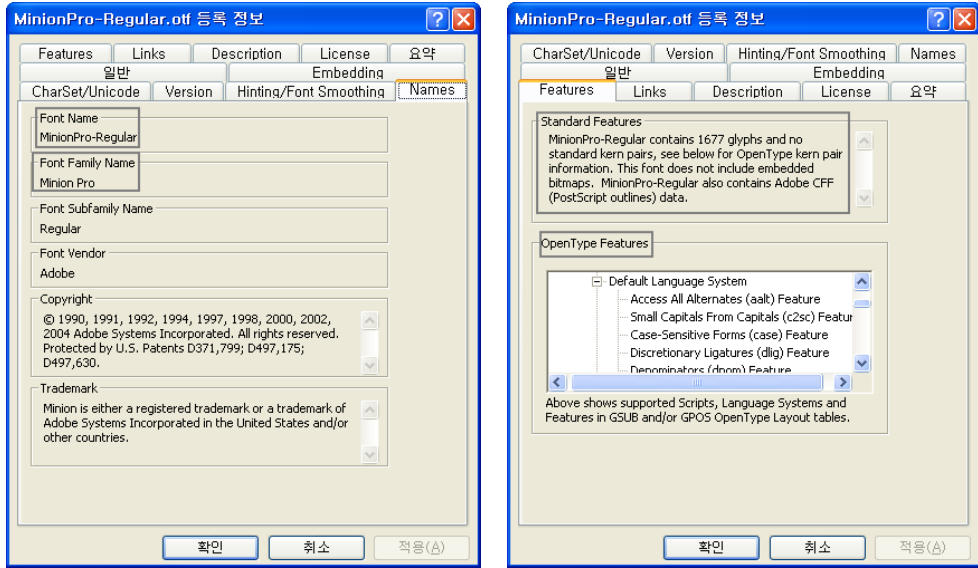 MinionPro-Regular.otf 등록 정보
Features Links Description License 요약
일반 Embedding
CharSet/Unicode Version Hinting/Font Smoothing Names
Font Name
MinionPro-Regular
Font Family Name
Minion Pro
Font Subfamily Name
Regular
Font Vendor
Adobe
Copyright
© 1990, 1991, 1992, 1994, 1997, 1998, 2000, 2002,
2004 Adobe Systems Incorporated. All rights reserved.
Protected by U.S. Patents D371,799; D497,175;
D497,630.
Trademark
Minion is either a registered trademark or a trademark of
Adobe Systems Incorporated in the United States and/or
other countries.
확인 취소 적용(A)
MinionPro-Regular.otf 등록 정보
CharSet/Unicode Version Hinting/Font Smoothing Names
일반 Embedding
Features Links Description License 요약
Standard Features
MinionPro-Regular contains 1677 glyphs and no
standard kern pairs, see below for OpenType kern pair
information. This font does not include embedded
bitmaps. MinionPro-Regular also contains Adobe CFF
(PostScript outlines) data.
OpenType Features
Default Language System
Access All Alternates (aalt) Feature
Small Capitals From Capitals (c2sc) Featur
Case-Sensitive Forms (case) Feature
Discretionary Ligatures (dlig) Feature
Denominators (dnom) Feature
Above shows supported Scripts, Language Systems and
Features in GSUB and/or GPOS OpenType Layout tables.
확인 취소 적용(A)